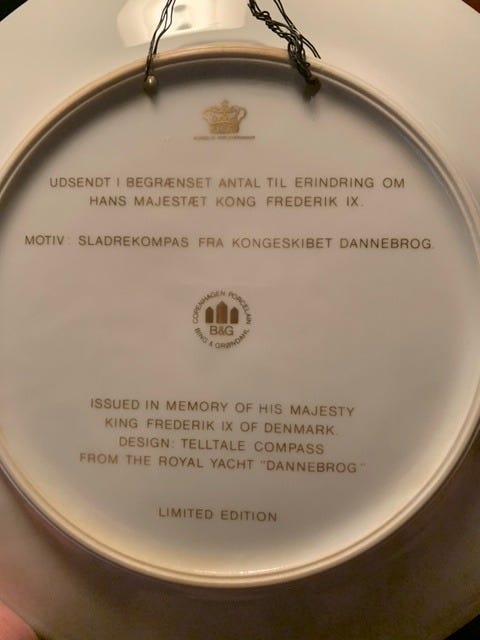 UDSENDT I BEGRÆNSET ANTAL TIL ERINDRING OM
HANS MAJESTÆT KONG FREDERIK IX.
MOTIV: SLADREKOMPAS FRA KONGESKIBET DANNEBROG.
COPENHAGEN PORCELAIN
B&G
BING & GRØNDAHL
ISSUED IN MEMORY OF HIS MAJESTY
KING FREDERIK IX OF DENMARK.
DESIGN: TELLTALE COMPASS
FROM THE ROYAL YACHT "DANNEBROG"
LIMITED EDITION